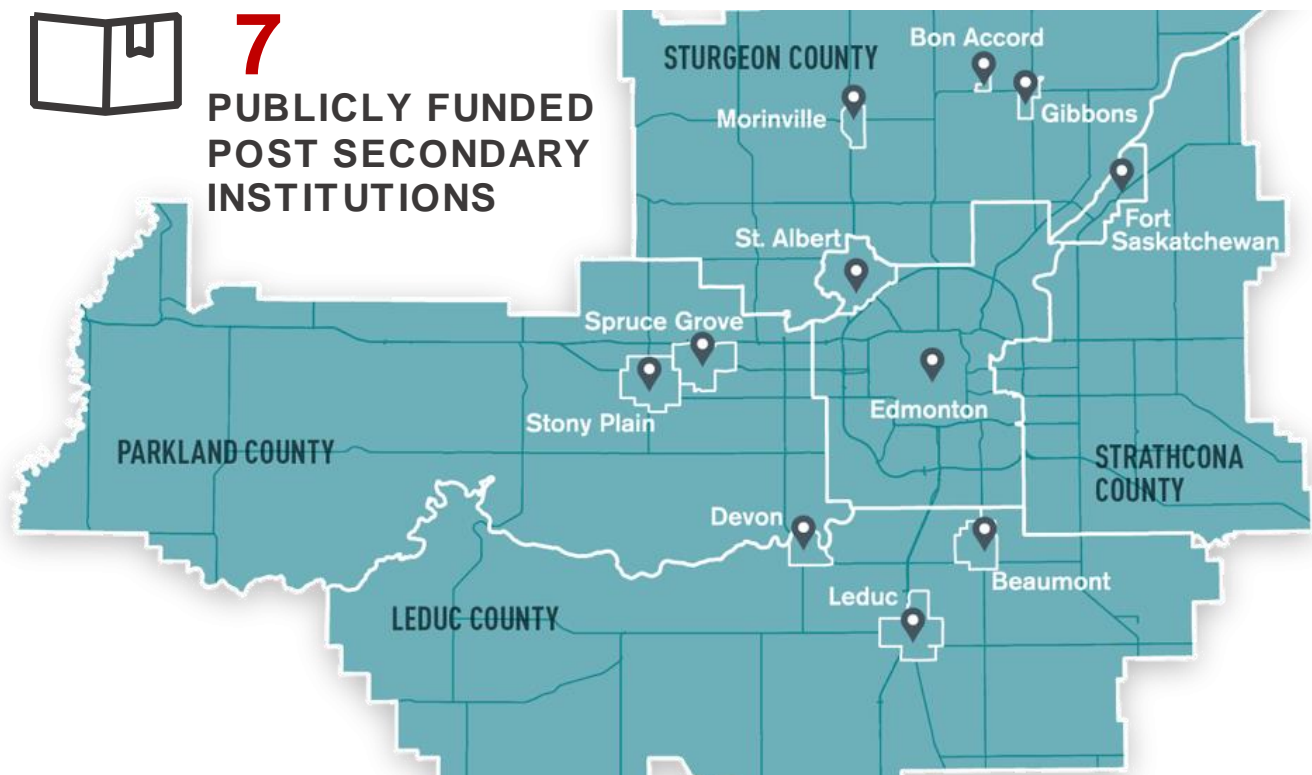 7
PUBLICLY FUNDED
POST SECONDARY
INSTITUTIONS
STURGEON COUNTY
Bon Accord
Morinville
Gibbons
Fort
Saskatchewan
St. Albert
Spruce Grove
Stony Plain
Edmonton
PARKLAND COUNTY
STRATHCONA
COUNTY
Devon
Beaumont
Leduc
LEDUC COUNTY